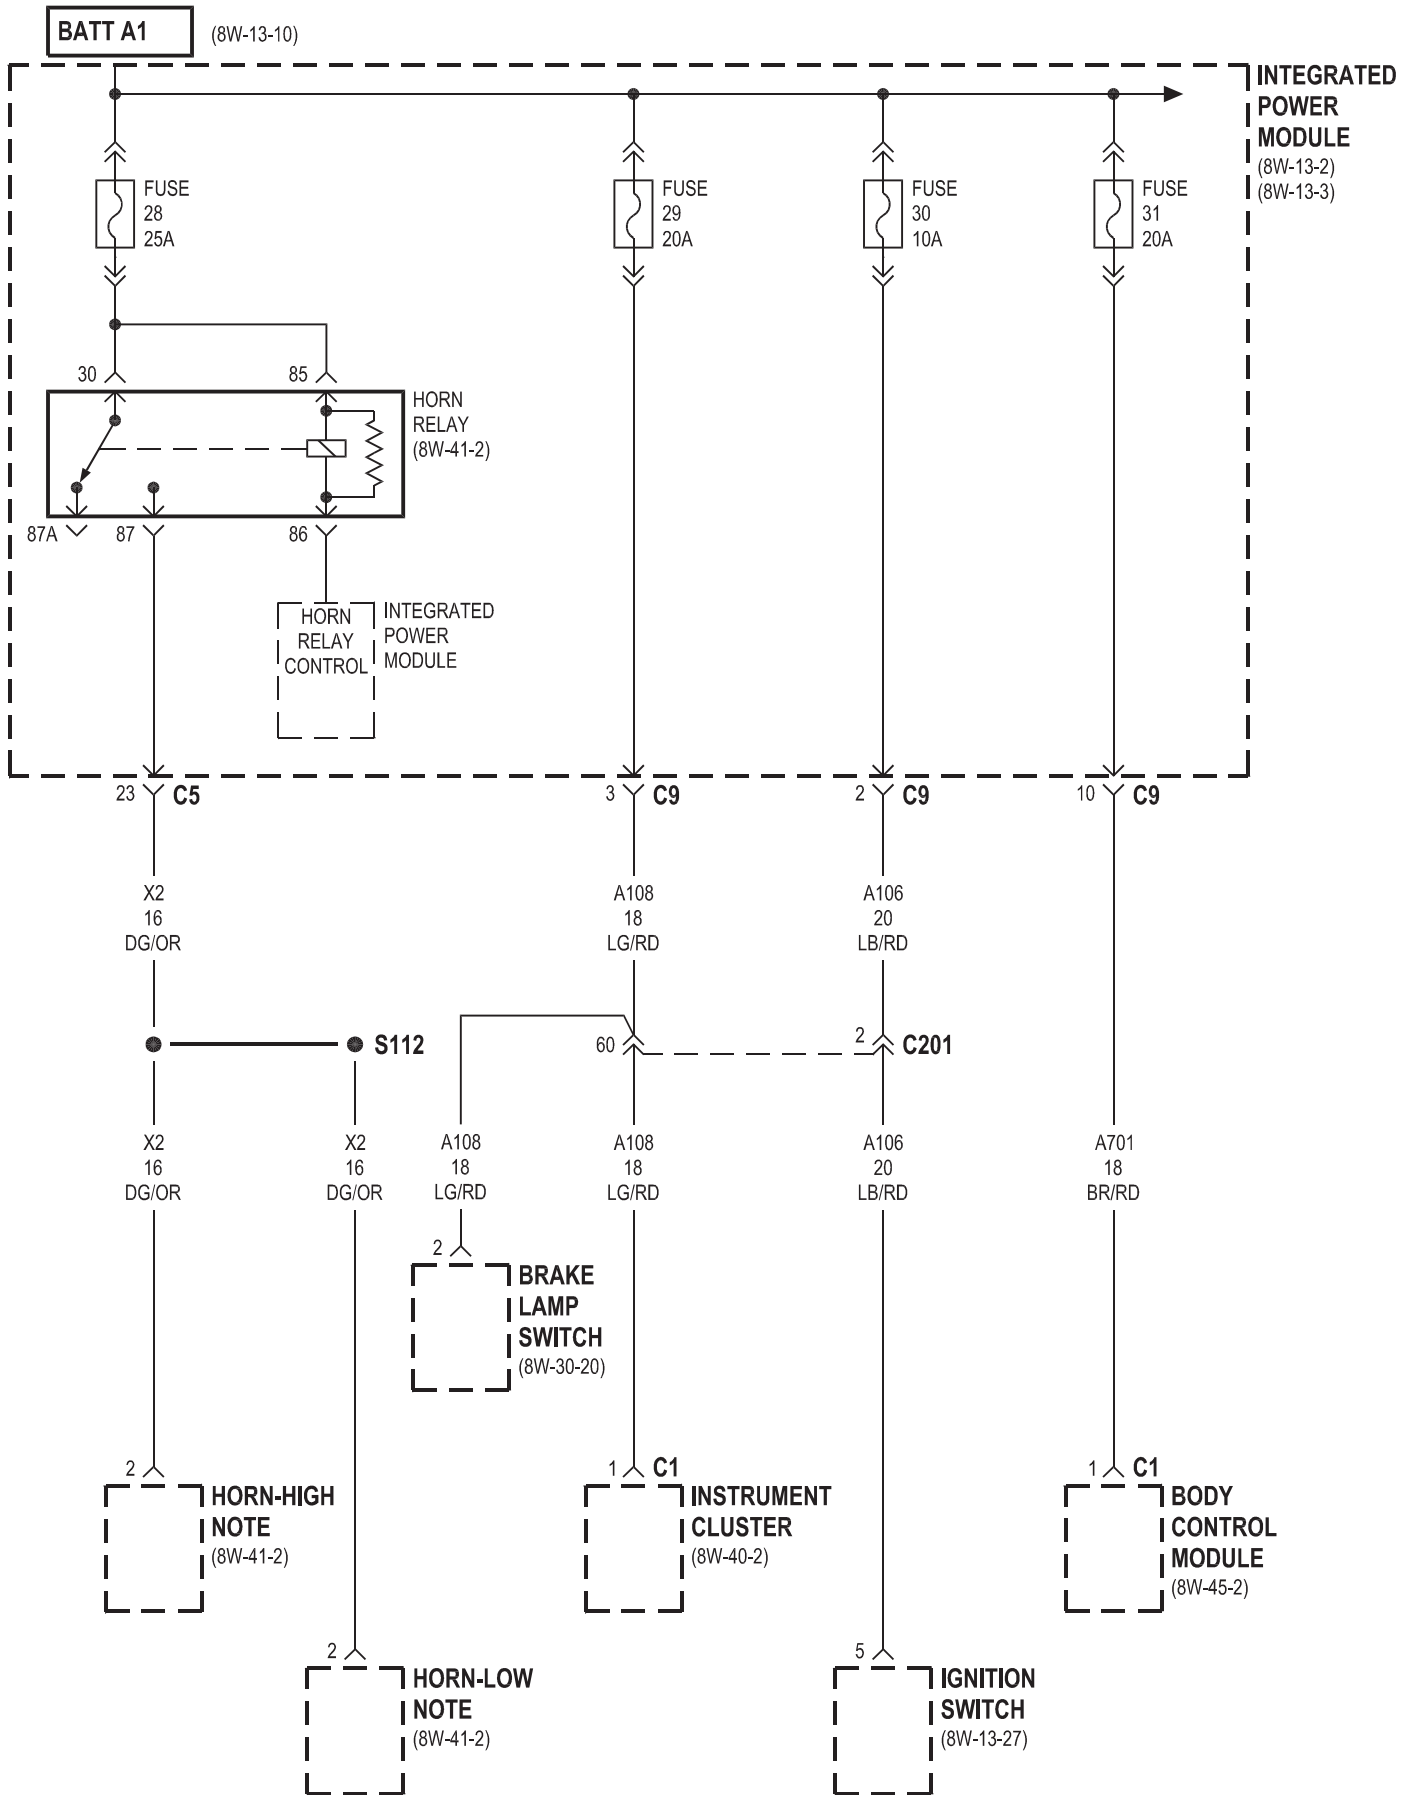 BATT A1
(8W-13-10)
INTEGRATED
POWER
MODULE
(8W-13-2)
(8W-13-3)
FUSE
28
25A
FUSE
29
20A
FUSE
30
10A
FUSE
31
20A
30
85
HORN
RELAY
(8W-41-2)
87A
87
86
HORN
RELAY
CONTROL
INTEGRATED
POWER
MODULE
23
C5
3
C9
2
C9
10
C9
X2
16
DG/OR
A108
18
LG/RD
A106
20
LB/RD
S112
60
2
C201
X2
16
DG/OR
X2
16
DG/OR
A108
18
LG/RD
A108
18
LG/RD
A106
20
LB/RD
A701
18
BR/RD
2
BRAKE
LAMP
SWITCH
(8W-30-20)
2
HORN-HIGH
NOTE
(8W-41-2)
1
C1
INSTRUMENT
CLUSTER
(8W-40-2)
1
C1
BODY
CONTROL
MODULE
(8W-45-2)
2
HORN-LOW
NOTE
(8W-41-2)
5
IGNITION
SWITCH
(8W-13-27)